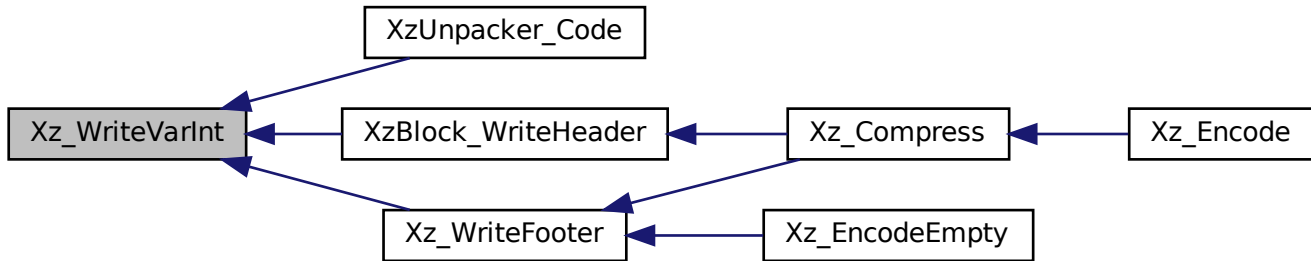 XzUnpacker_Code
Xz_WriteVarInt
XzBlock_WriteHeader
Xz_Compress
Xz_Encode
Xz_WriteFooter
Xz_EncodeEmpty